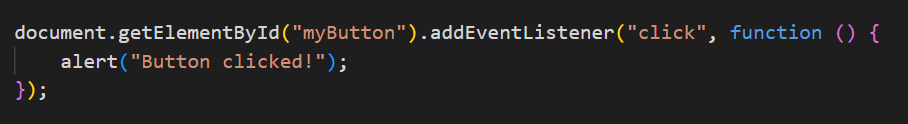 document.getElementById("myButton").addEventListener("click", function () {
    alert("Button clicked!");
});